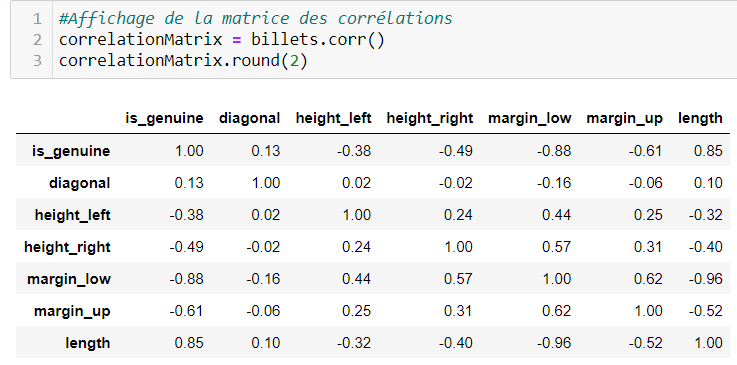 1 #Affichage de la matrice des corrélations
2 correlationMatrix = billets.corr()
3 correlationMatrix.round(2)
is_genuine diagonal height_left height_right margin_low margin_up length
is_genuine 1.00 0.13 -0.38 -0.49 -0.88 -0.61 0.85
diagonal 0.13 1.00 0.02 -0.02 -0.16 -0.06 0.10
height_left -0.38 0.02 1.00 0.24 0.44 0.25 -0.32
height_right -0.49 -0.02 0.24 1.00 0.57 0.31 -0.40
margin_low -0.88 -0.16 0.44 0.57 1.00 0.62 -0.96
margin_up -0.61 -0.06 0.25 0.31 0.62 1.00 -0.52
length 0.85 0.10 -0.32 -0.40 -0.96 -0.52 1.00